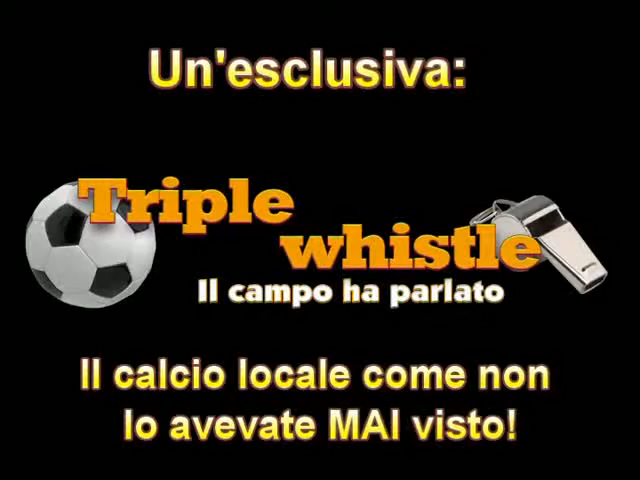 Un'esclusiva:
Triple
whistle
Il campo ha parlato
Il calcio locale come non
lo avevate MAI visto!